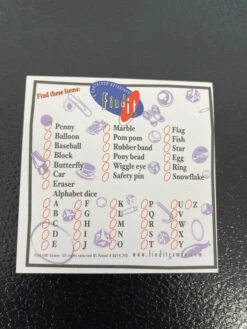 Find these items:
Find
it
Penny
Balloon
Baseball
Block
Butterfly
Car
Eraser
Alphabet dice
Marble
Pom pom
Rubber band
Pony bead
Wiggle eye
Safety pin
Flag
Fish
Star
Egg
Ring
Snowflake
A F K P U Z
B G L Q V
C H M R W
D I N S X
E J O T
www.finditgames.com